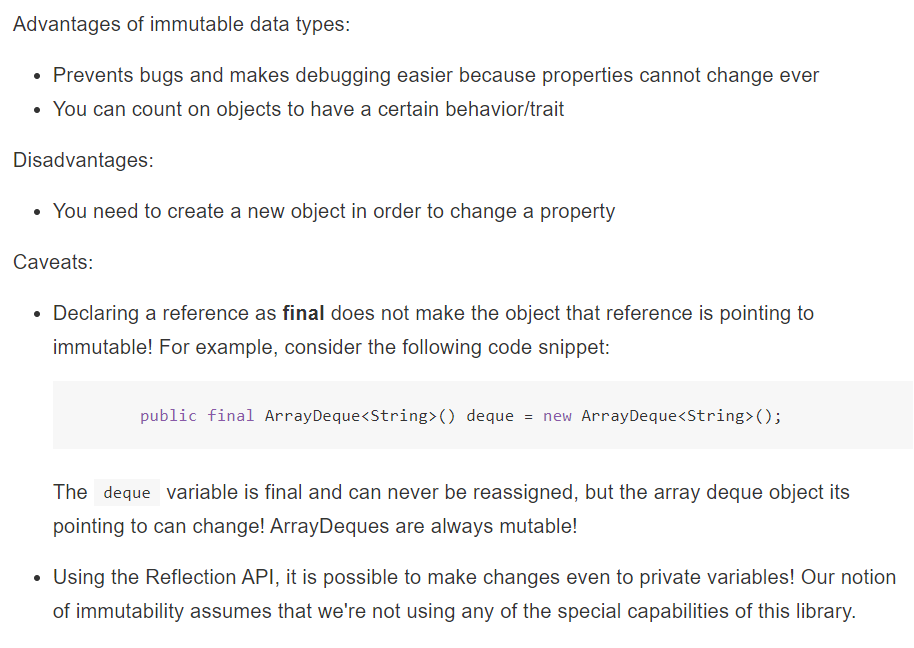 Advantages of immutable data types:
• Prevents bugs and makes debugging easier because properties cannot change ever
• You can count on objects to have a certain behavior/trait
Disadvantages:
• You need to create a new object in order to change a property
Caveats:
• Declaring a reference as final does not make the object that reference is pointing to
immutable! For example, consider the following code snippet:
public final ArrayDeque<String>() deque = new ArrayDeque<String>();
The deque variable is final and can never be reassigned, but the array deque object its
pointing to can change! ArrayDeques are always mutable!
• Using the Reflection API, it is possible to make changes even to private variables! Our notion
of immutability assumes that we're not using any of the special capabilities of this library.